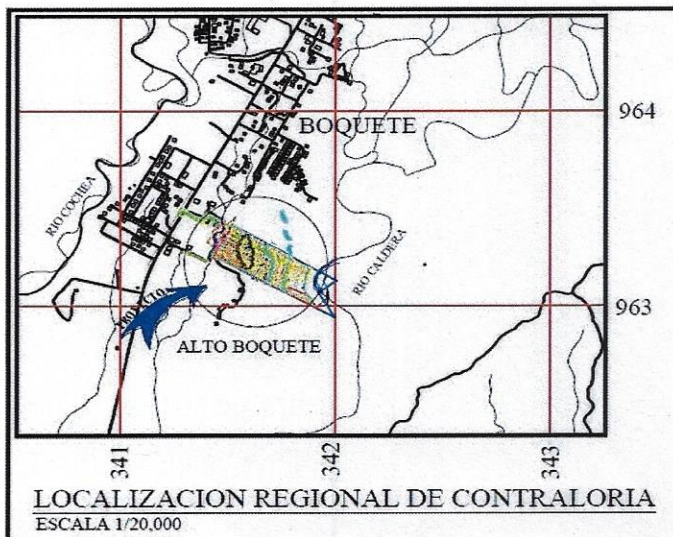 964
BOQUETE
RIO COCHEA
RIO CALDERA
PROYECTO
963
ALTO BOQUETE
341
342
343
LOCALIZACION REGIONAL DE CONTRALORIA
ESCALA 1/20,000